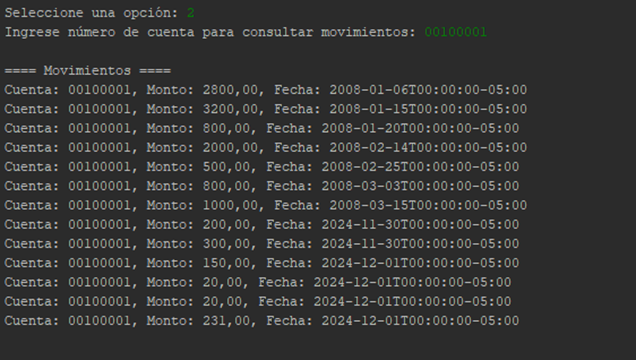 Seleccione una opción: 2
Ingrese número de cuenta para consultar movimientos: 00100001
==== Movimientos ====
Cuenta: 00100001, Monto: 2800,00, Fecha: 2008-01-06T00:00:00-05:00
Cuenta: 00100001, Monto: 3200,00, Fecha: 2008-01-15T00:00:00-05:00
Cuenta: 00100001, Monto: 800,00, Fecha: 2008-01-20T00:00:00-05:00
Cuenta: 00100001, Monto: 2000,00, Fecha: 2008-02-14T00:00:00-05:00
Cuenta: 00100001, Monto: 500,00, Fecha: 2008-02-25T00:00:00-05:00
Cuenta: 00100001, Monto: 800,00, Fecha: 2008-03-03T00:00:00-05:00
Cuenta: 00100001, Monto: 1000,00, Fecha: 2008-03-15T00:00:00-05:00
Cuenta: 00100001, Monto: 200,00, Fecha: 2024-11-30T00:00:00-05:00
Cuenta: 00100001, Monto: 300,00, Fecha: 2024-11-30T00:00:00-05:00
Cuenta: 00100001, Monto: 150,00, Fecha: 2024-12-01T00:00:00-05:00
Cuenta: 00100001, Monto: 20,00, Fecha: 2024-12-01T00:00:00-05:00
Cuenta: 00100001, Monto: 20,00, Fecha: 2024-12-01T00:00:00-05:00
Cuenta: 00100001, Monto: 231,00, Fecha: 2024-12-01T00:00:00-05:00